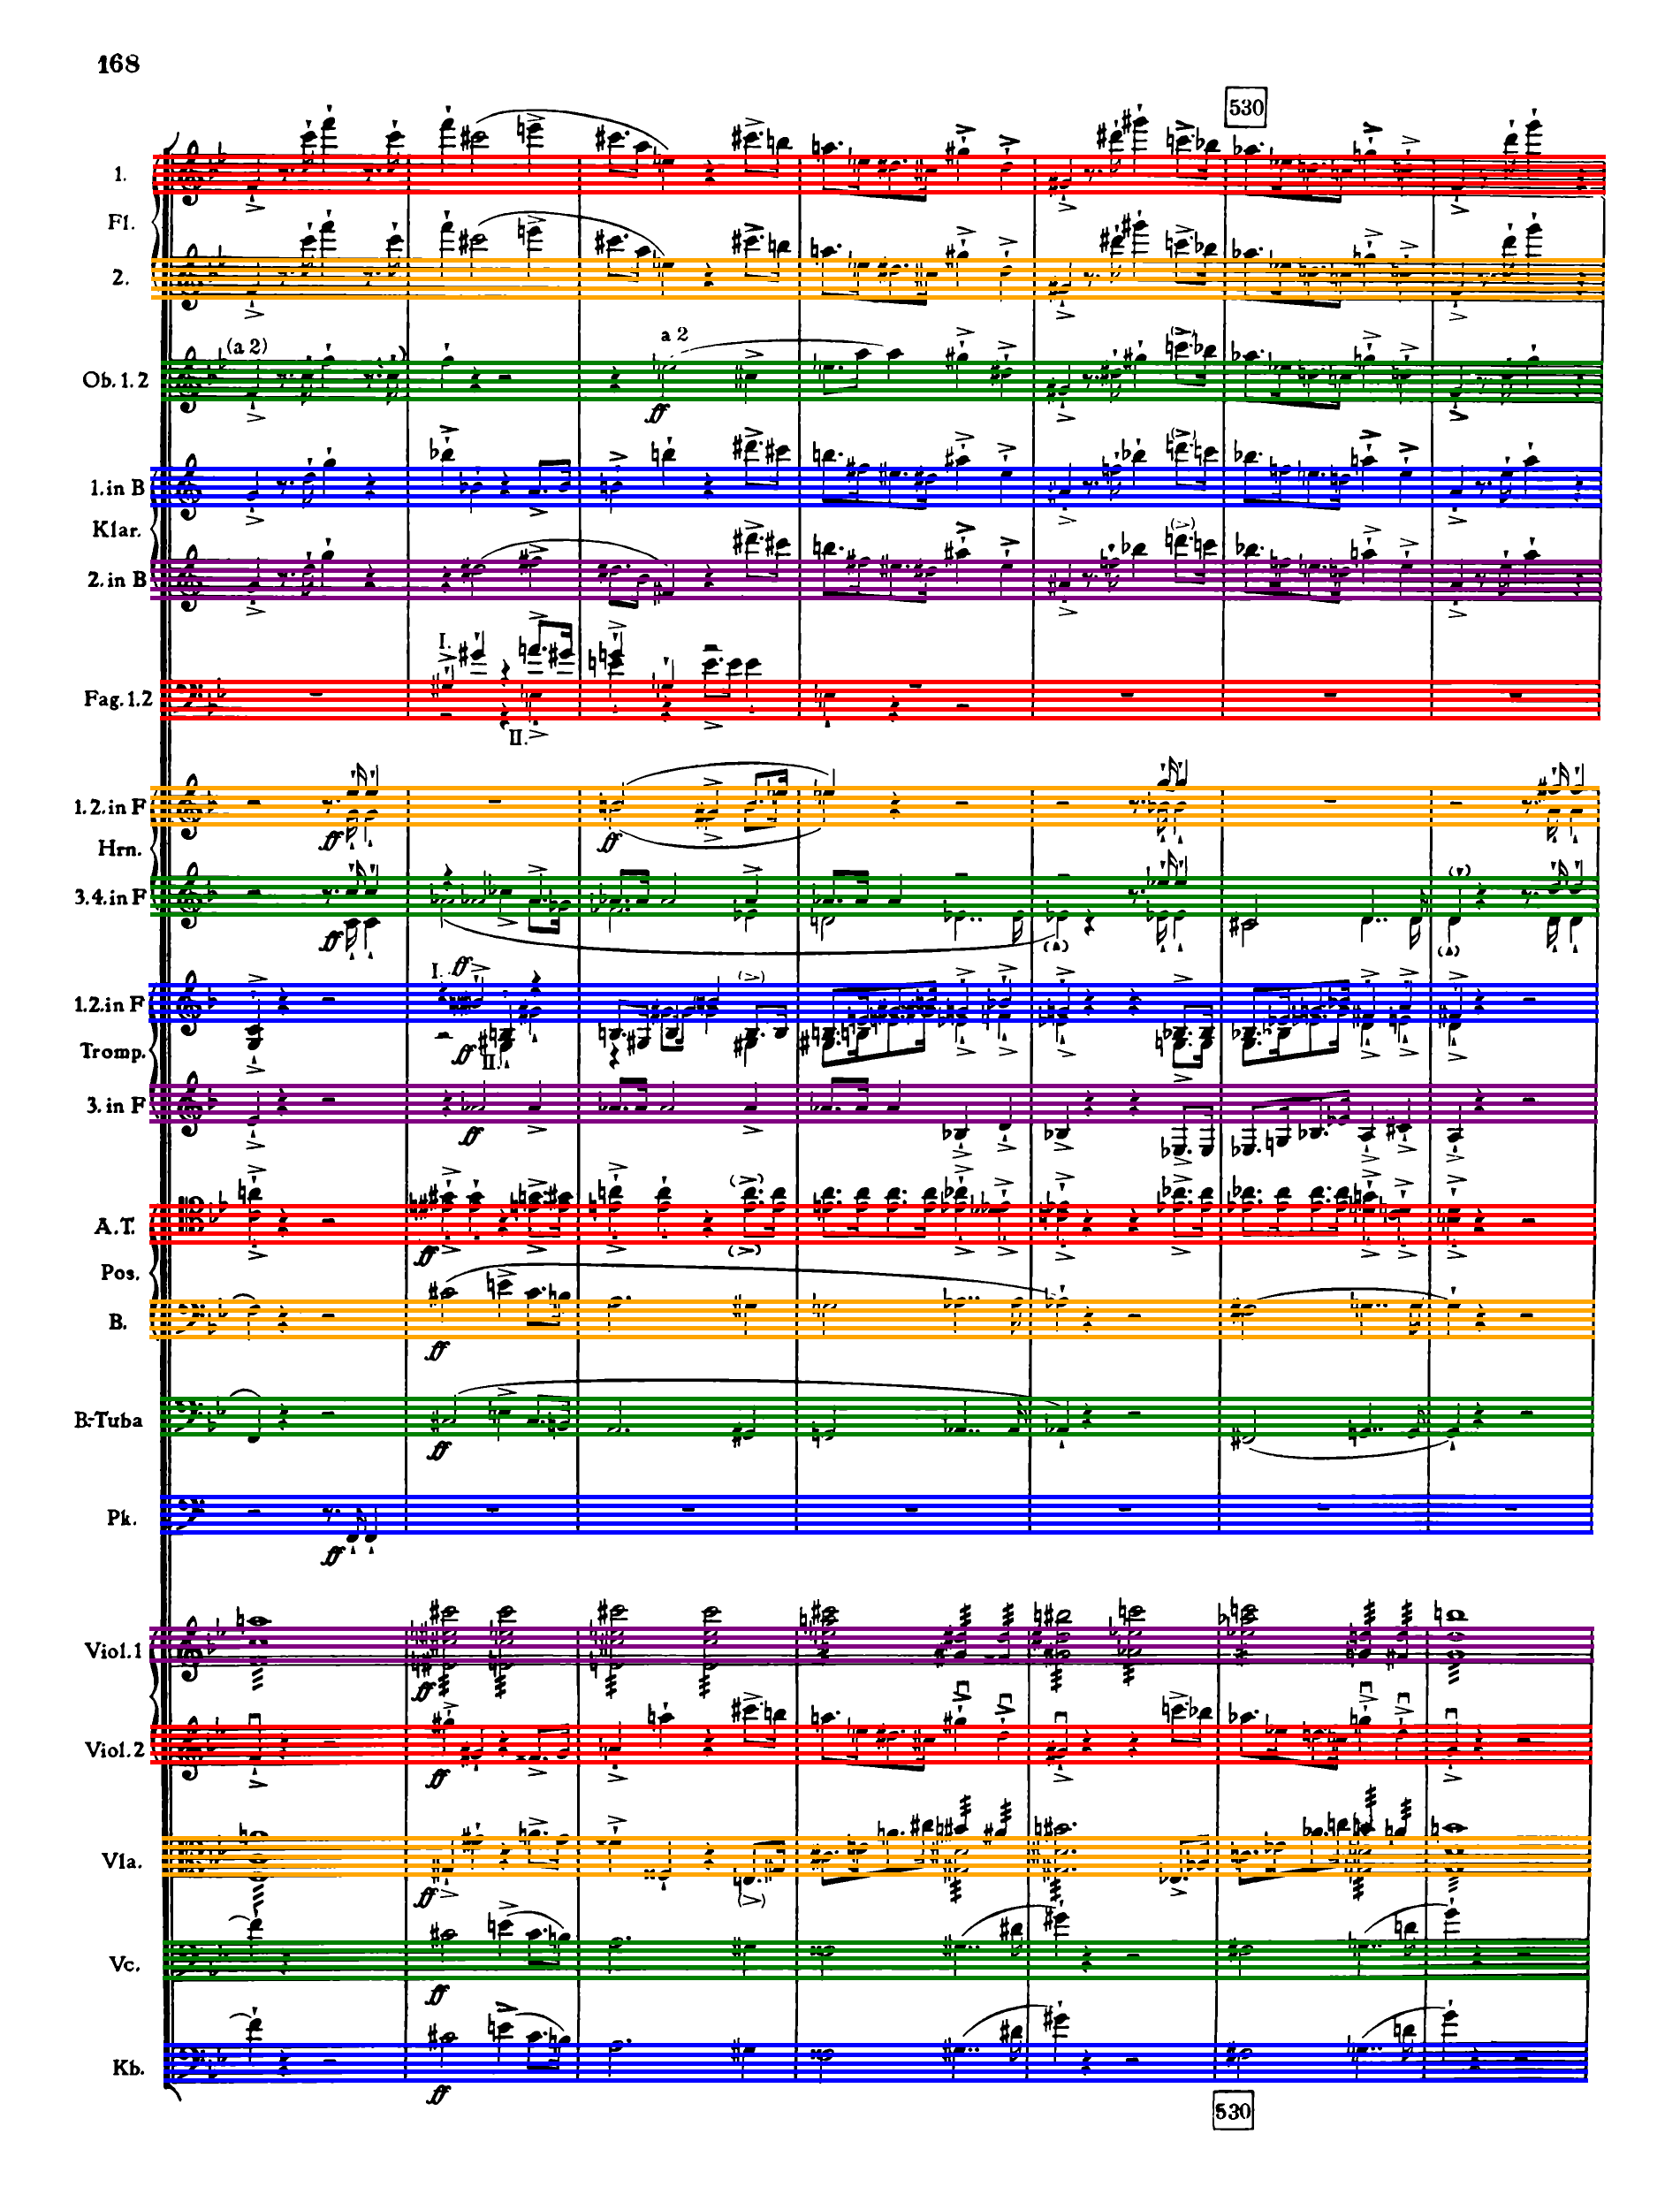 168
530
1.
Fl.
2.
(a 2)
a 2
Ob. 1. 2
ff
1. in B
Klar.
2. in B
I.
Fag. 1. 2
II.
1. 2. in F
ff
ff
Hrn.
3. 4. in F
ff
I.
ff
1. 2. in F
ff
II.
Tromp.
3. in F
ff
A. T.
ff
Pos.
B.
ff
B.-Tuba
ff
Pk.
ff
Viol. 1
ff
Viol. 2
ff
Vla.
ff
Vc.
ff
Kb.
ff
530